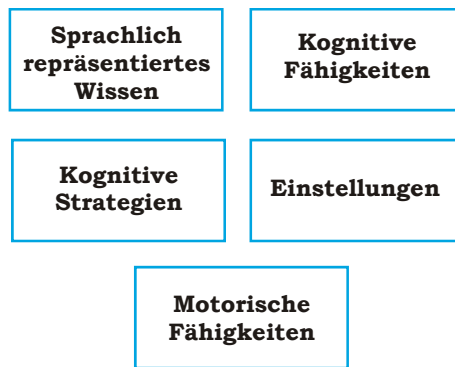 Sprachlich
repräsentiertes
Wissen
Kognitive
Fähigkeiten
Kognitive
Strategien
Einstellungen
Motorische
Fähigkeiten